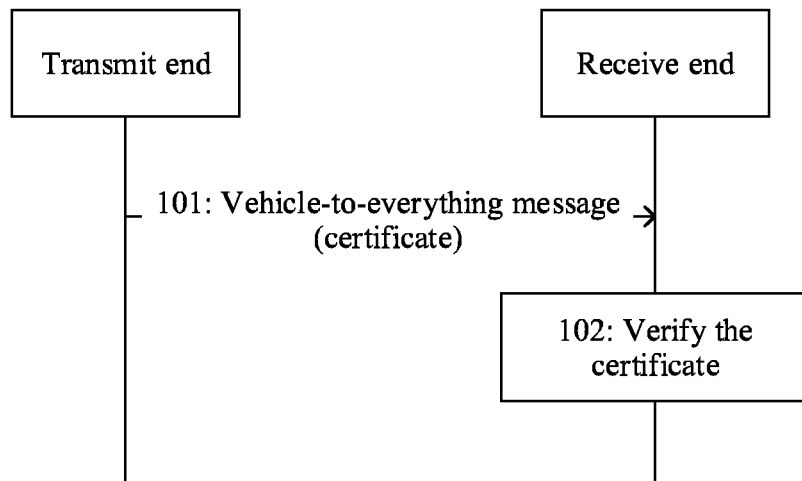 Transmit end
Receive end
101: Vehicle-to-everything message
(certificate)
102: Verify the
certificate